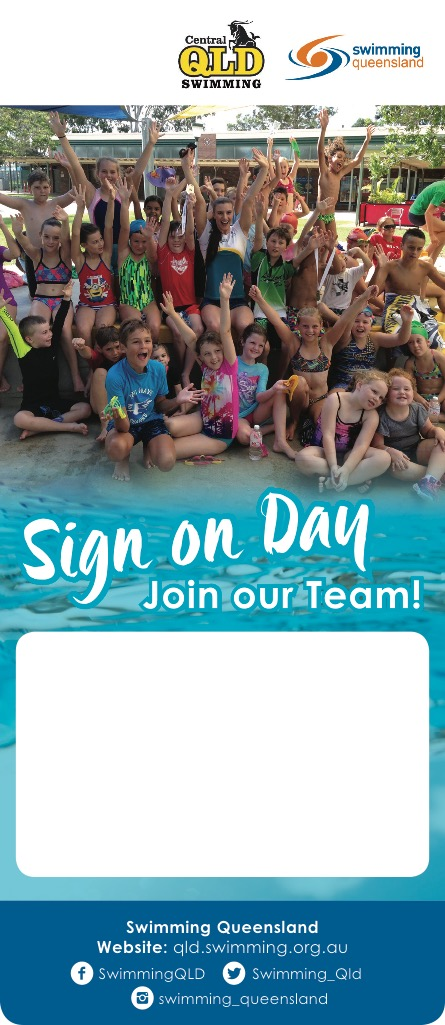 Central
QLD
SWIMMING
swimming
queensland
Sign on Day
Join our Team!
Swimming Queensland
Website: qld.swimming.org.au
SwimmingQLD
Swimming_Qld
swimming_queensland